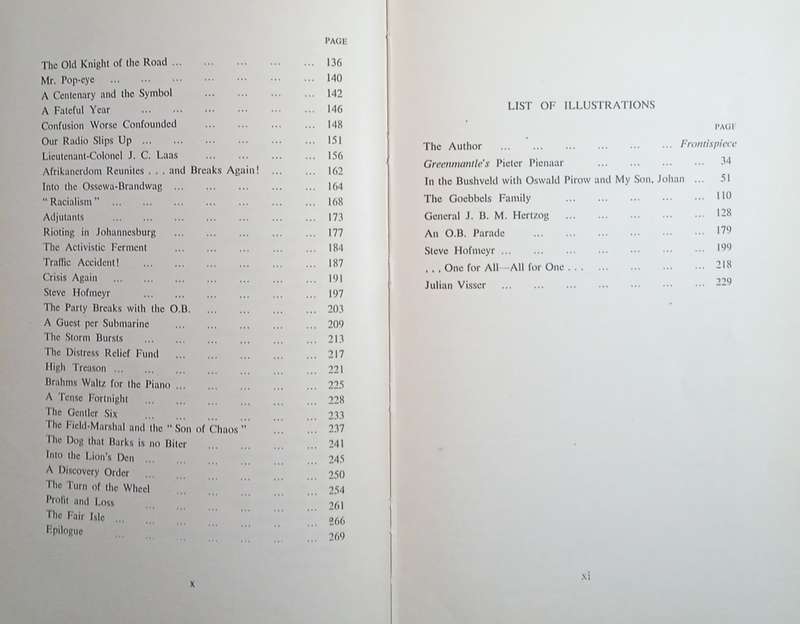 PAGE
The Old Knight of the Road ... ... ... ... ... 136
Mr. Pop-eye ... ... ... ... ... ... ... 140
A Centenary and the Symbol ... ... ... ... 142
A Fateful Year ... ... ... ... ... ... 146
Confusion Worse Confounded ... ... ... ... 148
Our Radio Slips Up ... ... ... ... ... ... 151
Lieutenant-Colonel J. C. Laas ... ... ... ... 156
Afrikanerdom Reunites . . . and Breaks Again! ... ... 162
Into the Ossewa-Brandwag ... ... ... ... ... 164
"Racialism" ... ... ... ... ... ... ... 168
Adjutants ... ... ... ... ... ... ... 173
Rioting in Johannesburg ... ... ... ... ... 177
The Activistic Ferment ... ... ... ... ... 184
Traffic Accident! ... ... ... ... ... ... 187
Crisis Again ... ... ... ... ... ... ... 191
Steve Hofmeyr ... ... ... ... ... ... 197
The Party Breaks with the O.B. ... ... ... ... 203
A Guest per Submarine ... ... ... ... ... 209
The Storm Bursts ... ... ... ... ... ... 213
The Distress Relief Fund ... ... ... ... ... 217
High Treason ... ... ... ... ... ... ... 221
Brahms Waltz for the Piano ... ... ... ... ... 225
A Tense Fortnight ... ... ... ... ... ... 228
The Gentler Six ... ... ... ... ... ... 233
The Field-Marshal and the "Son of Chaos" ... ... 237
The Dog that Barks is no Biter ... ... ... ... 241
Into the Lion's Den ... ... ... ... ... ... 245
A Discovery Order ... ... ... ... ... ... 250
The Turn of the Wheel ... ... ... ... ... 254
Profit and Loss ... ... ... ... ... ... 261
The Fair Isle ... ... ... ... ... ... ... 266
Epilogue ... ... ... ... ... ... ... 269
x
LIST OF ILLUSTRATIONS
PAGE
The Author ... ... ... ... ... ... Frontispiece
Greenmantle's Pieter Pienaar ... ... ... ... 34
In the Bushveld with Oswald Pirow and My Son, Johan ... 51
The Goebbels Family ... ... ... ... ... 110
General J. B. M. Hertzog ... ... ... ... ... 128
An O.B. Parade ... ... ... ... ... ... 179
Steve Hofmeyr ... ... ... ... ... ... ... 199
. . . One for All—All for One . . . ... ... ... ... 218
Julian Visser ... ... ... ... ... ... ... 229
xi